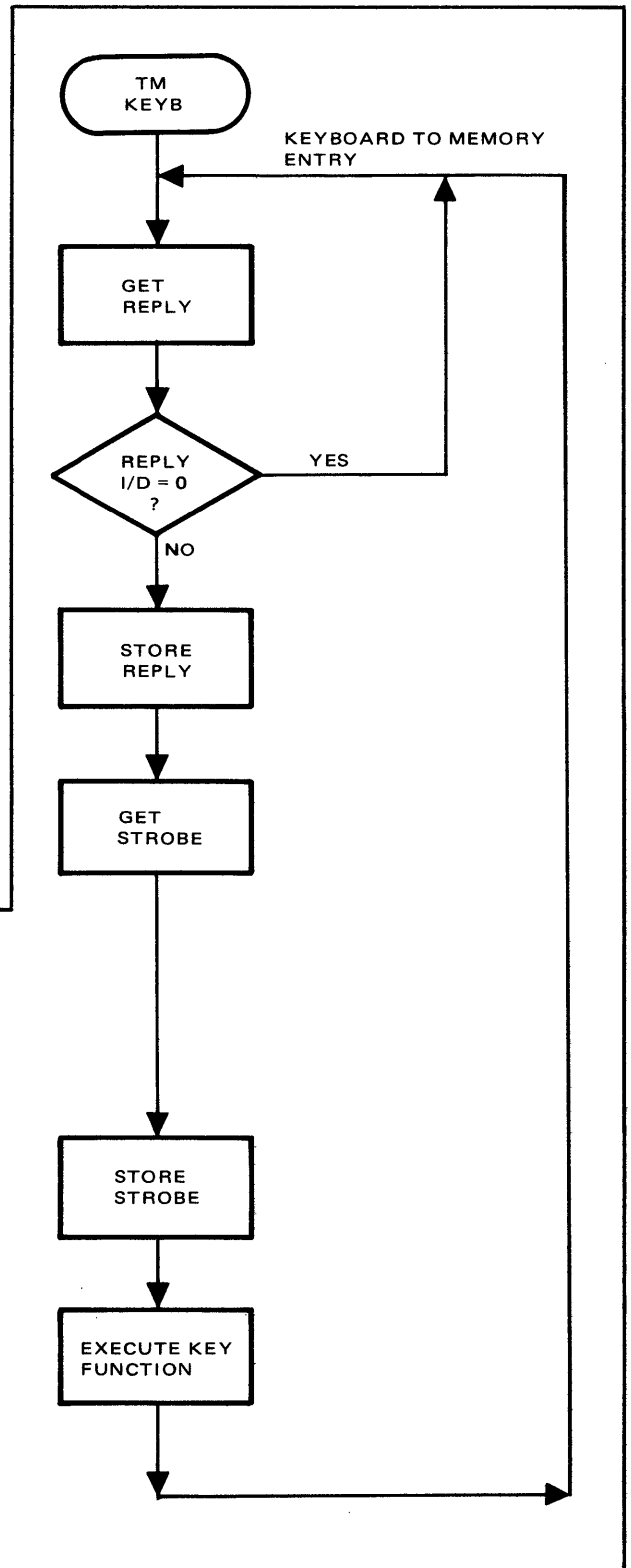 TM
KEYB
KEYBOARD TO MEMORY
ENTRY
GET
REPLY
REPLY
I/D = 0
?
YES
NO
STORE
REPLY
GET
STROBE
STORE
STROBE
EXECUTE KEY
FUNCTION